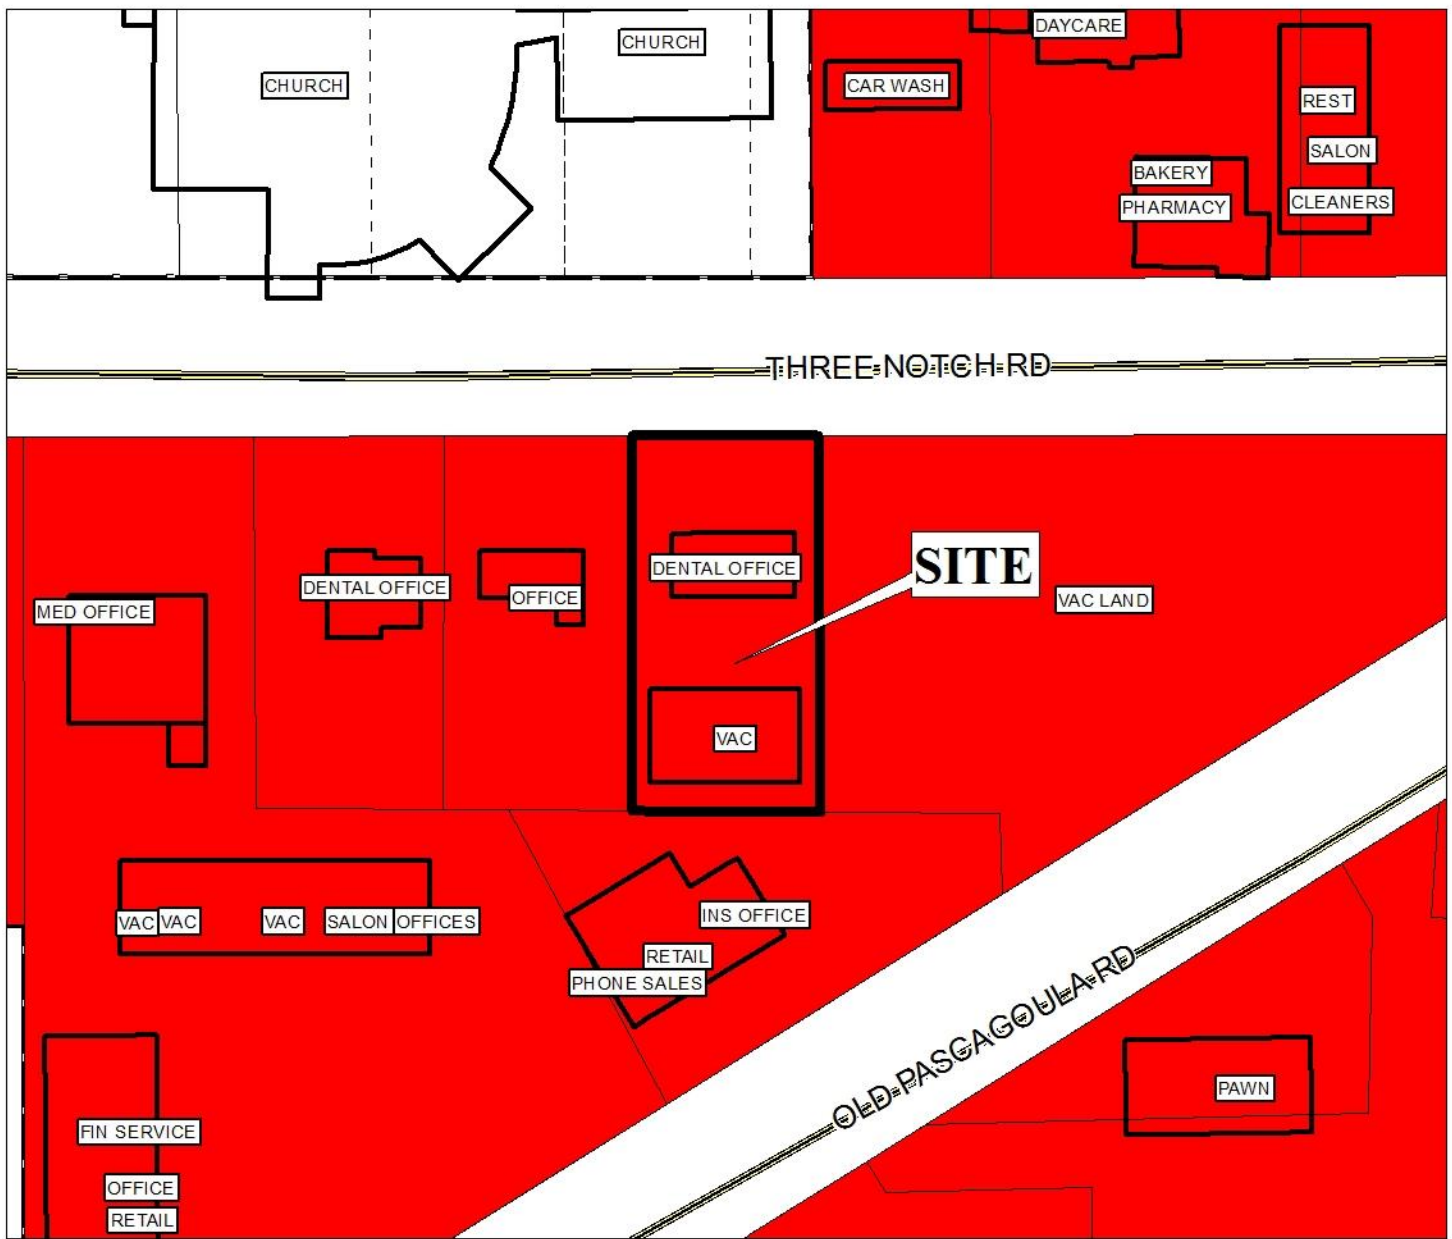 DAYCARE
CHURCH
CHURCH
CAR WASH
REST
SALON
BAKERY
CLEANERS
PHARMACY
THREE NOTCH RD
SITE
DENTAL OFFICE
DENTAL OFFICE
OFFICE
VAC LAND
MED OFFICE
VAC
VAC
VAC
VAC
SALON
OFFICES
INS OFFICE
RETAIL
PHONE SALES
OLD PASCAGOULA RD
PAWN
FIN SERVICE
OFFICE
RETAIL